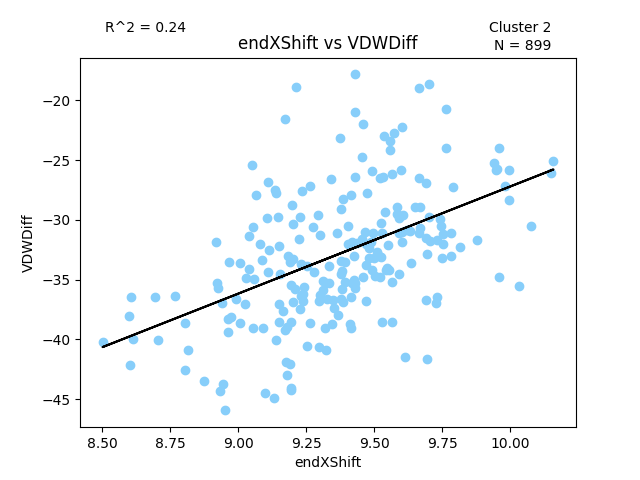 R^2 = 0.24
Cluster 2
N = 899
endXShift vs VDWDiff
VDWDiff
−20
−25
−30
−35
−40
−45
8.50 8.75 9.00 9.25 9.50 9.75 10.00
endXShift